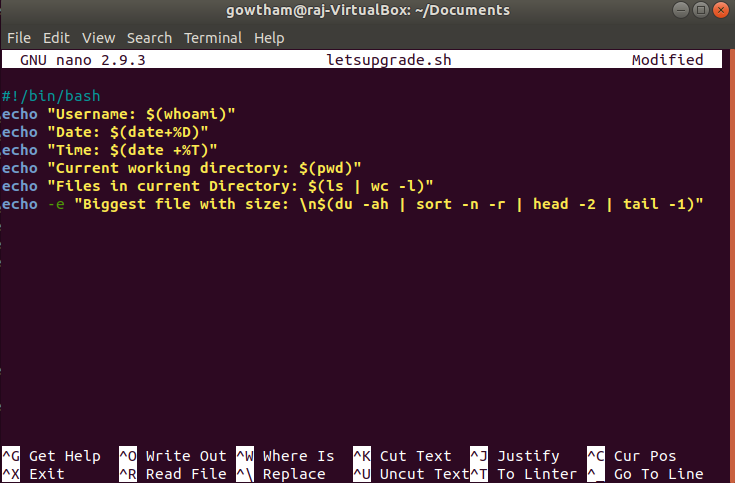 gowtham@raj-VirtualBox: ~/Documents
File Edit View Search Terminal Help
GNU nano 2.9.3 letsupgrade.sh Modified
#!/bin/bash
echo "Username: $(whoami)"
echo "Date: $(date+%D)"
echo "Time: $(date +%T)"
echo "Current working directory: $(pwd)"
echo "Files in current Directory: $(ls | wc -l)"
echo -e "Biggest file with size: \n$(du -ah | sort -n -r | head -2 | tail -1)"
^G Get Help ^O Write Out ^W Where Is ^K Cut Text ^J Justify ^C Cur Pos
^X Exit ^R Read File ^\ Replace ^U Uncut Text ^T To Linter ^_ Go To Line